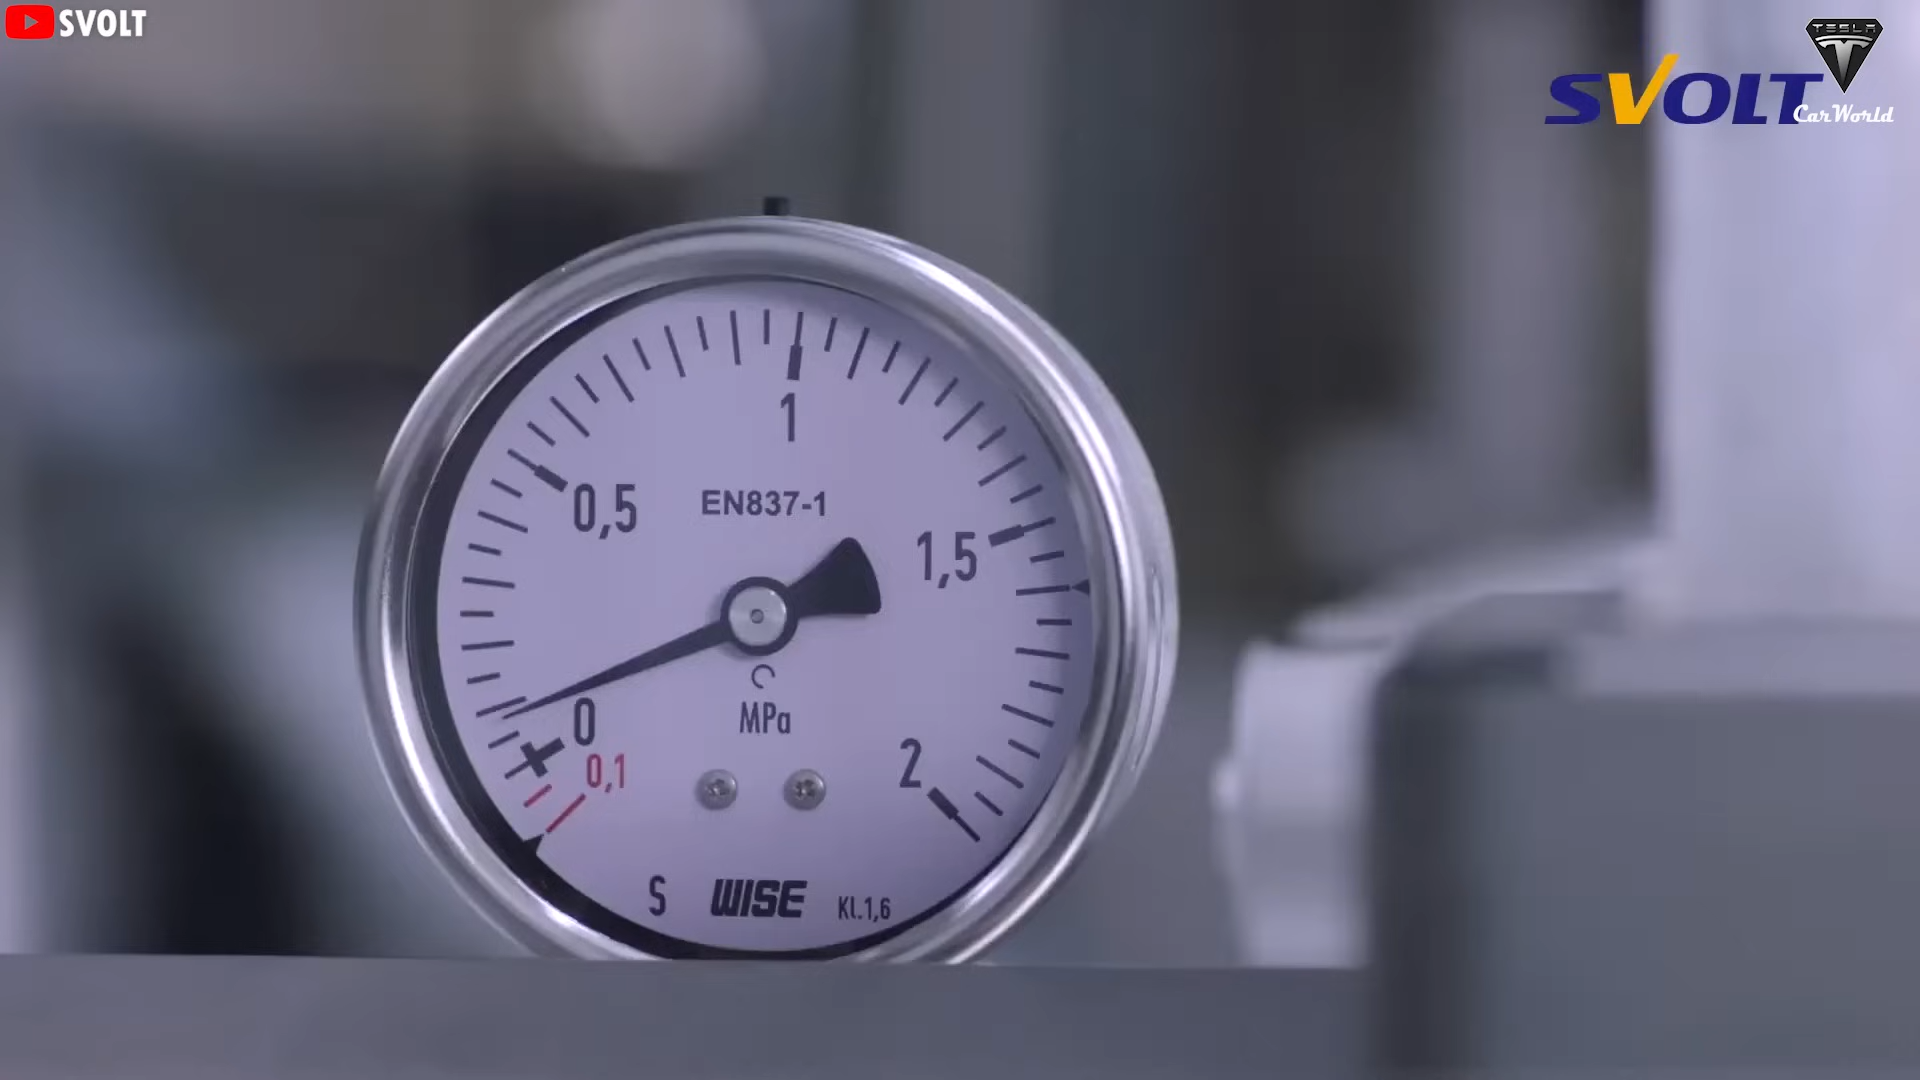 SVOLT
TESLA
SVOLT
CarWorld
1
0,5
EN837-1
1,5
0
MPa
0,1
2
S
WISE
Kl.1,6